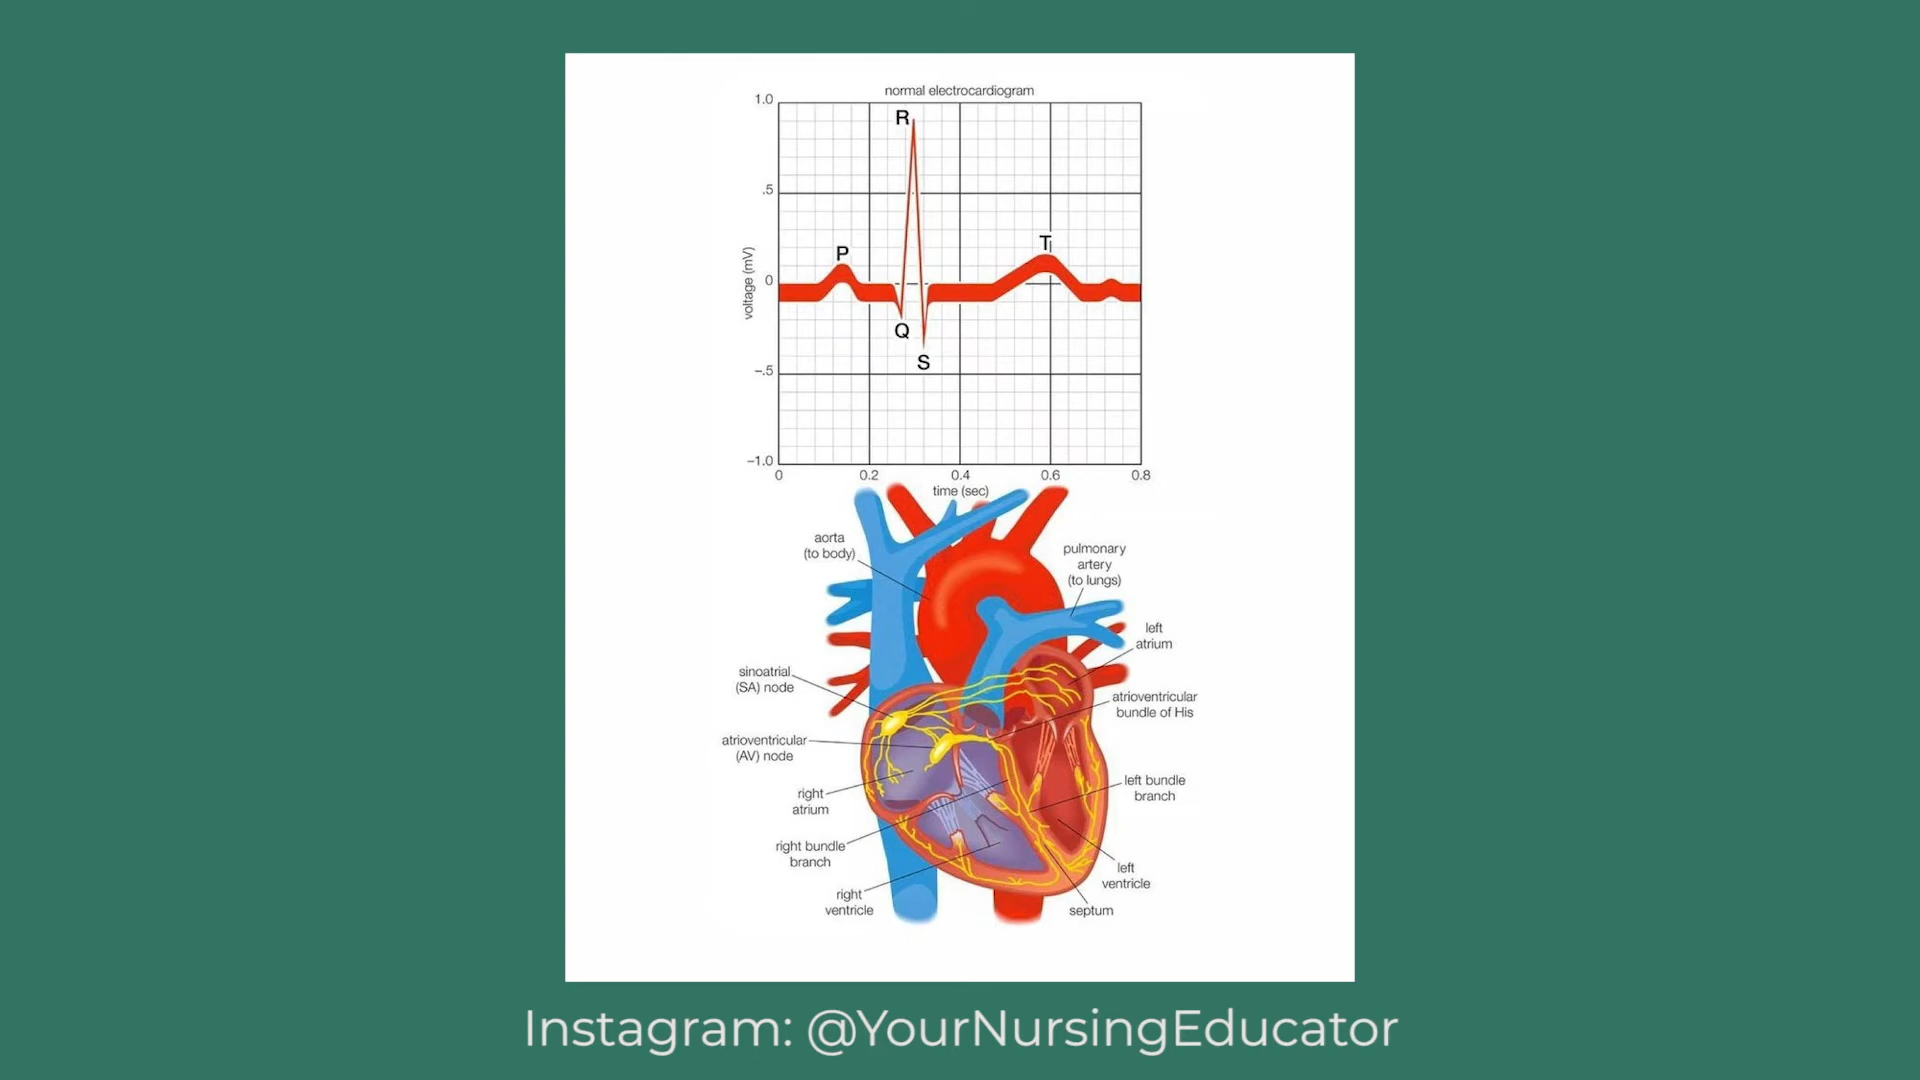 normal electrocardiogram
1.0
R
.5
P
T
voltage (mV)
0
Q
S
–.5
–1.0
0 0.2 0.4 0.6 0.8
time (sec)
aorta
(to body)
pulmonary
artery
(to lungs)
left
atrium
sinoatrial
(SA) node
atrioventricular
bundle of His
atrioventricular
(AV) node
left bundle
branch
right
atrium
right bundle
branch
left
ventricle
right
ventricle
septum
Instagram: @YourNursingEducator